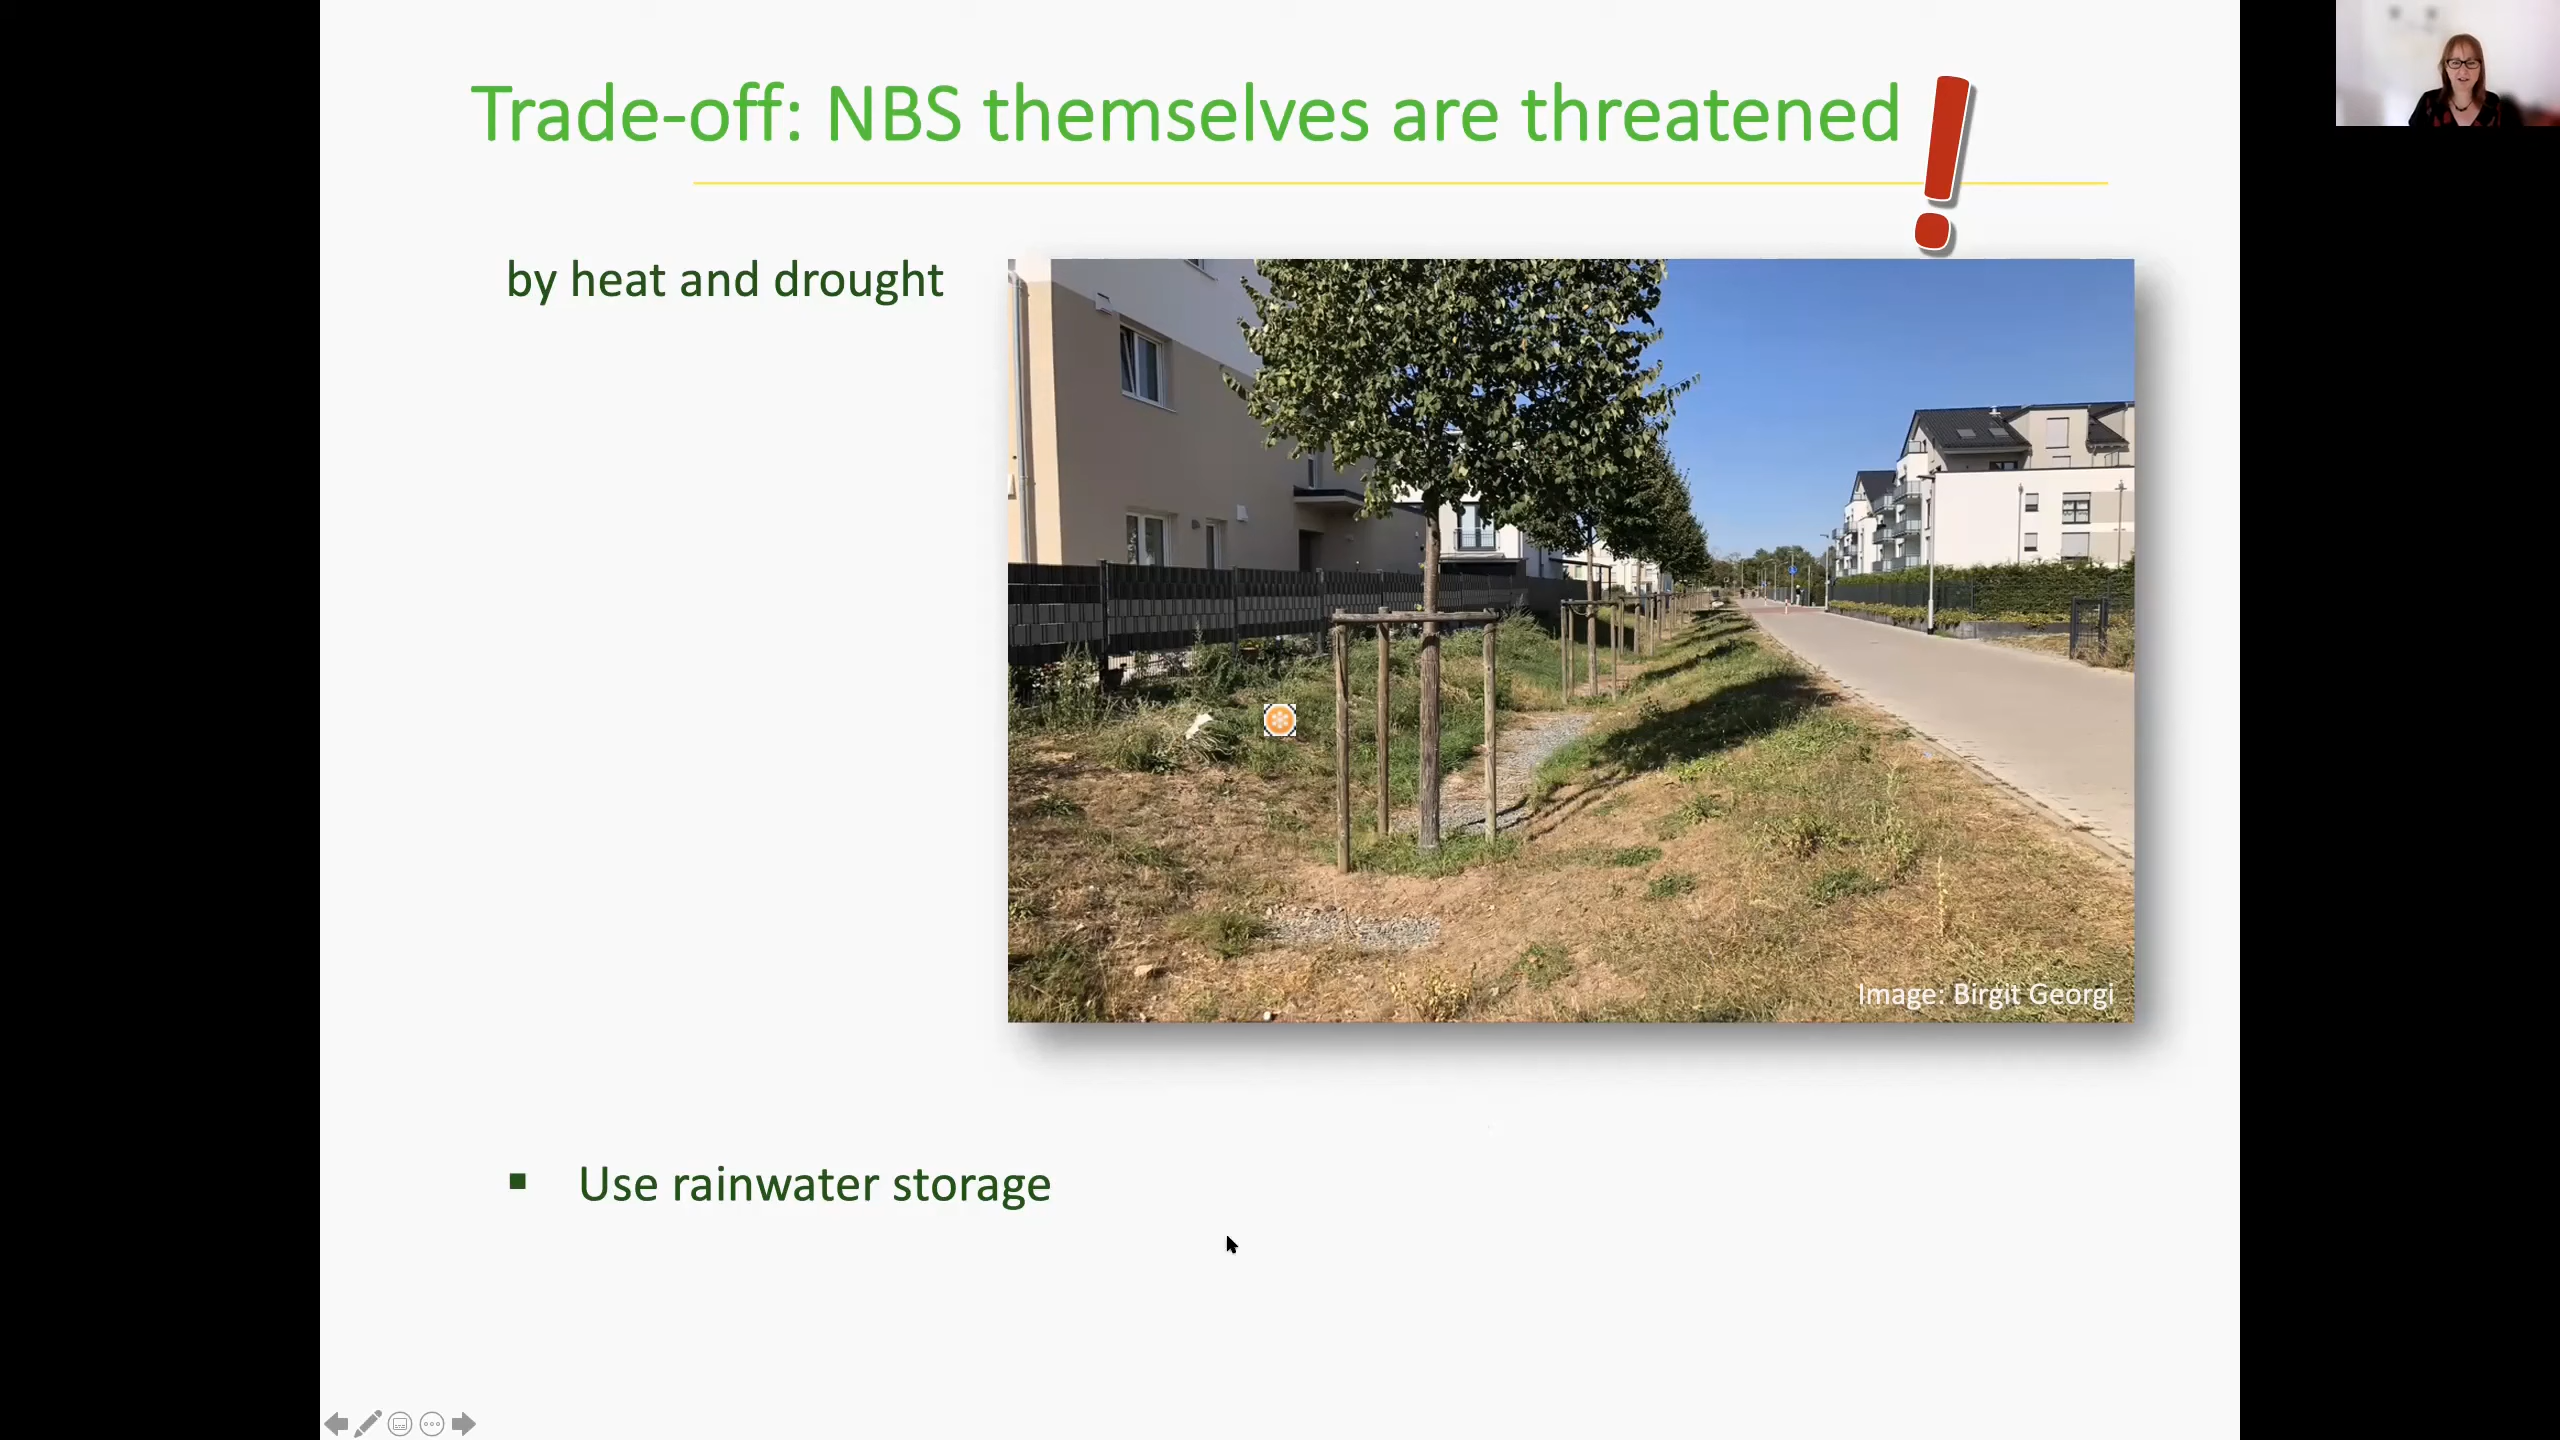 Trade-off: NBS themselves are threatened!
by heat and drought
Image: Birgit Georgi
▪ Use rainwater storage